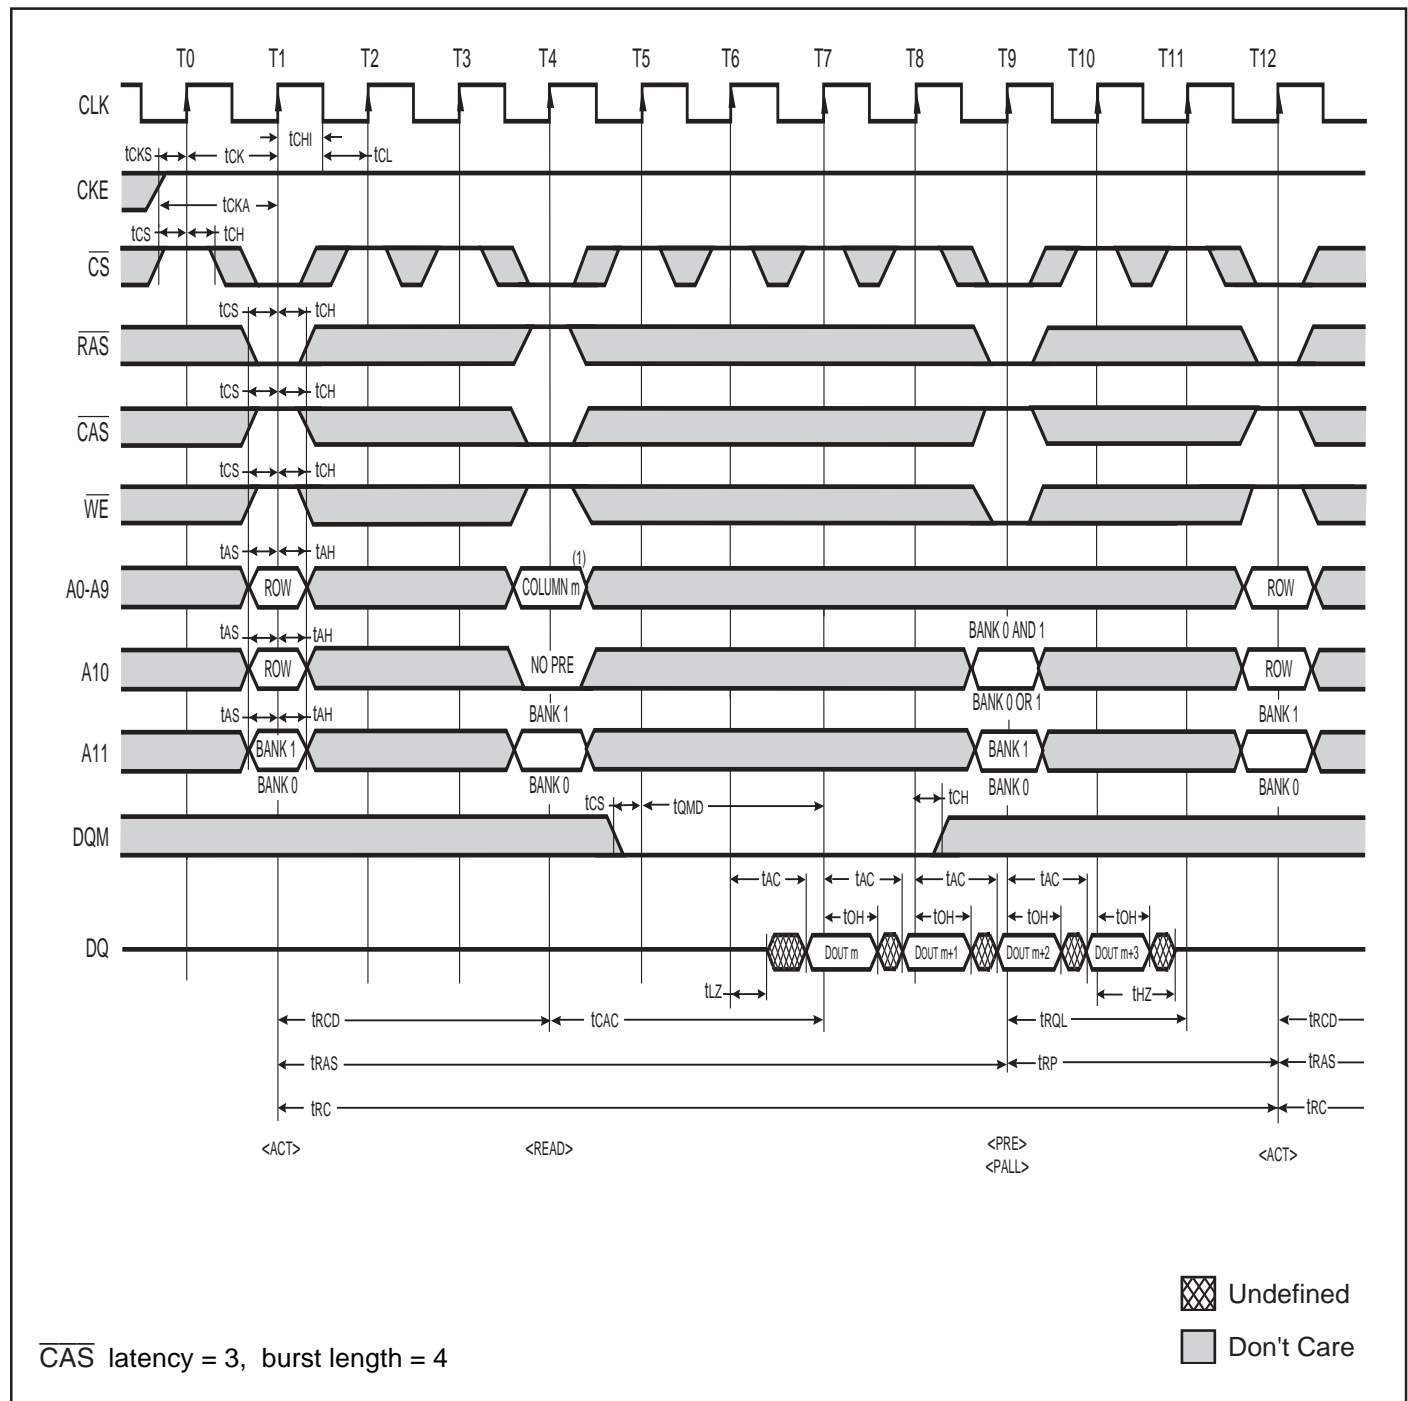 T0 T1 T2 T3 T4 T5 T6 T7 T8 T9 T10 T11 T12
CLK
tCHI
tCKS tCK tCL
CKE
tCKA
tCS tCH
CS
tCS tCH
RAS
tCS tCH
CAS
tCS tCH
WE
tAS tAH (1)
A0-A9 ROW COLUMN m ROW
tAS tAH BANK 0 AND 1
A10 ROW NO PRE ROW
BANK 0 OR 1
tAS tAH BANK 1 BANK 1
A11 BANK 1 BANK 1
BANK 0 BANK 0 BANK 0 BANK 0
tCS tQMD tCH
DQM
tAC tAC tAC tAC
tOH tOH tOH tOH
DQ DOUT m DOUT m+1 DOUT m+2 DOUT m+3
tLZ tHZ
tRCD tCAC tRQL tRCD
tRAS tRP tRAS
tRC tRC
<ACT> <READ> <PRE> <ACT>
<PALL>
Undefined
Don't Care
CAS latency = 3, burst length = 4